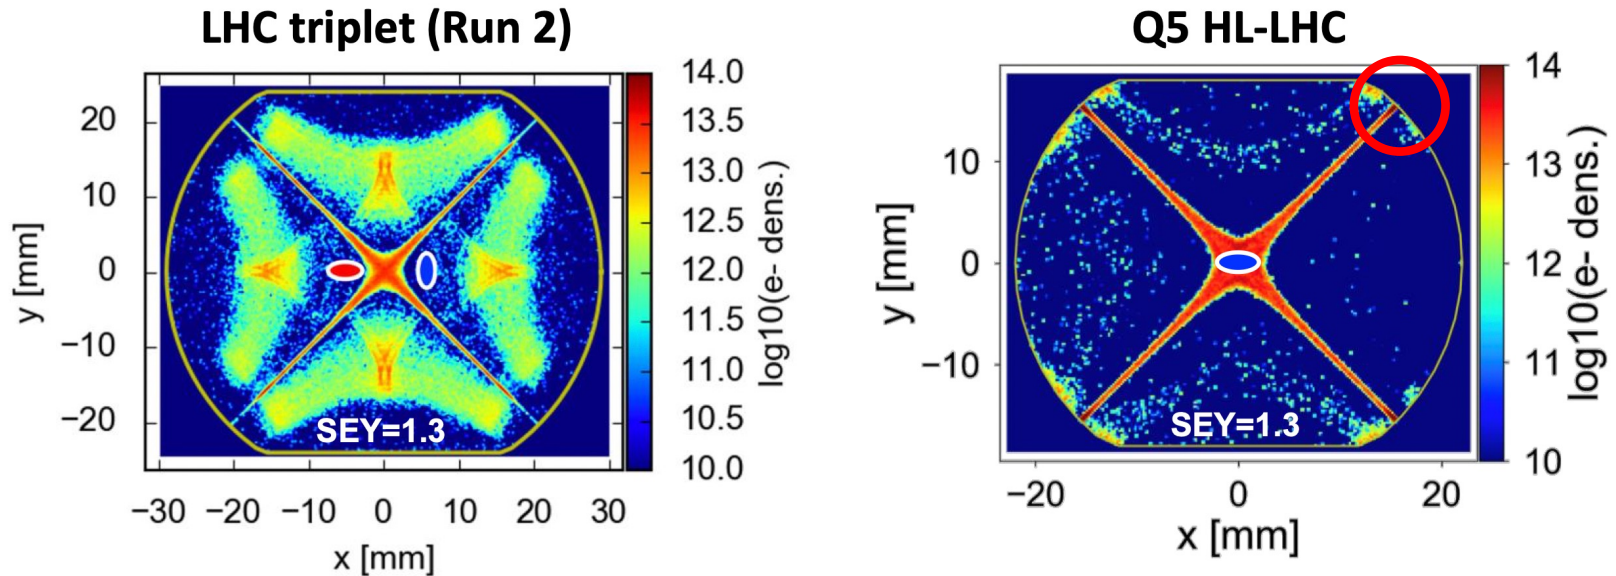 LHC triplet (Run 2)
20
10
0
−10
−20
y [mm]
−30 −20 −10 0 10 20 30
x [mm]
SEY=1.3
14.0
13.5
13.0
12.5
12.0
11.5
11.0
10.5
10.0
log10(e- dens.)
Q5 HL-LHC
10
0
−10
y [mm]
−20 0 20
x [mm]
SEY=1.3
14
13
12
11
10
log10(e- dens.)